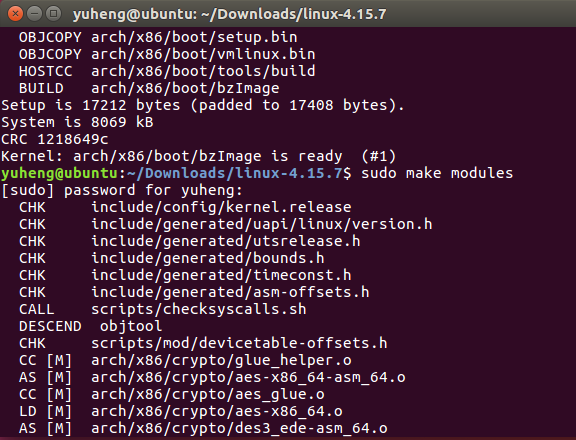 yuheng@ubuntu: ~/Downloads/linux-4.15.7
OBJCOPY arch/x86/boot/setup.bin
OBJCOPY arch/x86/boot/vmlinux.bin
HOSTCC  arch/x86/boot/tools/build
BUILD   arch/x86/boot/bzImage
Setup is 17212 bytes (padded to 17408 bytes).
System is 8069 kB
CRC 1218649c
Kernel: arch/x86/boot/bzImage is ready  (#1)
yuheng@ubuntu:~/Downloads/linux-4.15.7$ sudo make modules
[sudo] password for yuheng:
CHK     include/config/kernel.release
CHK     include/generated/uapi/linux/version.h
CHK     include/generated/utsrelease.h
CHK     include/generated/bounds.h
CHK     include/generated/timeconst.h
CHK     include/generated/asm-offsets.h
CALL    scripts/checksyscalls.sh
DESCEND  objtool
CHK     scripts/mod/devicetable-offsets.h
CC [M]  arch/x86/crypto/glue_helper.o
AS [M]  arch/x86/crypto/aes-x86_64-asm_64.o
CC [M]  arch/x86/crypto/aes_glue.o
LD [M]  arch/x86/crypto/aes-x86_64.o
AS [M]  arch/x86/crypto/des3_ede-asm_64.o